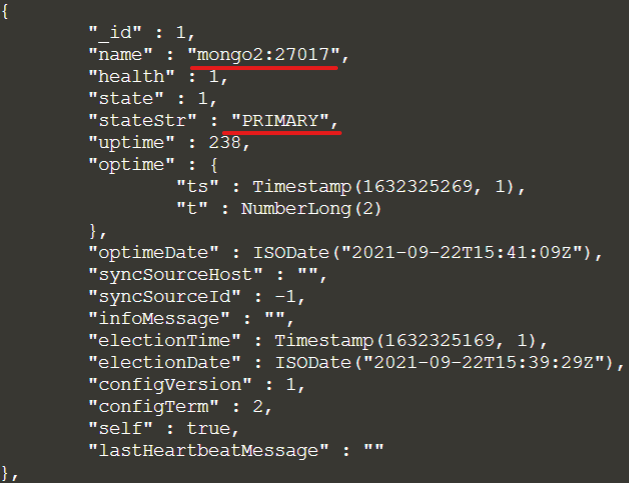 {
"_id" : 1,
"name" : "mongo2:27017",
"health" : 1,
"state" : 1,
"stateStr" : "PRIMARY",
"uptime" : 238,
"optime" : {
"ts" : Timestamp(1632325269, 1),
"t" : NumberLong(2)
},
"optimeDate" : ISODate("2021-09-22T15:41:09Z"),
"syncSourceHost" : "",
"syncSourceId" : -1,
"infoMessage" : "",
"electionTime" : Timestamp(1632325169, 1),
"electionDate" : ISODate("2021-09-22T15:39:29Z"),
"configVersion" : 1,
"configTerm" : 2,
"self" : true,
"lastHeartbeatMessage" : ""
},